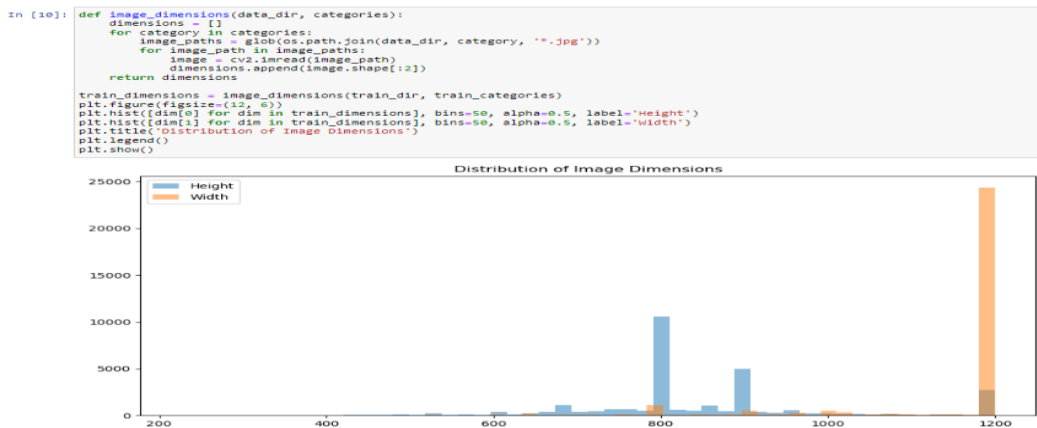 In [10]: def image_dimensions(data_dir, categories):
    dimensions = []
    for category in categories:
        image_paths = glob(os.path.join(data_dir, category, '*.jpg'))
        for image_path in image_paths:
            image = cv2.imread(image_path)
            dimensions.append(image.shape[:2])
    return dimensions
train_dimensions = image_dimensions(train_dir, train_categories)
plt.figure(figsize=(12, 6))
plt.hist([dim[0] for dim in train_dimensions], bins=50, alpha=0.5, label='Height')
plt.hist([dim[1] for dim in train_dimensions], bins=50, alpha=0.5, label='Width')
plt.title('Distribution of Image Dimensions')
plt.legend()
plt.show()
Distribution of Image Dimensions
Height
Width
25000
20000
15000
10000
5000
0
200 400 600 800 1000 1200